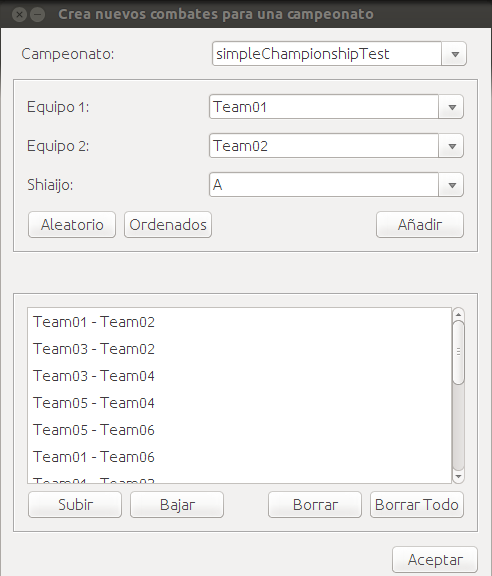 Crea nuevos combates para una campeonato
Campeonato: simpleChampionshipTest
Equipo 1: Team01
Equipo 2: Team02
Shiaijo: A
Aleatorio Ordenados Añadir
Team01 - Team02
Team03 - Team02
Team03 - Team04
Team05 - Team04
Team05 - Team06
Team01 - Team06
Subir Bajar Borrar Borrar Todo
Aceptar